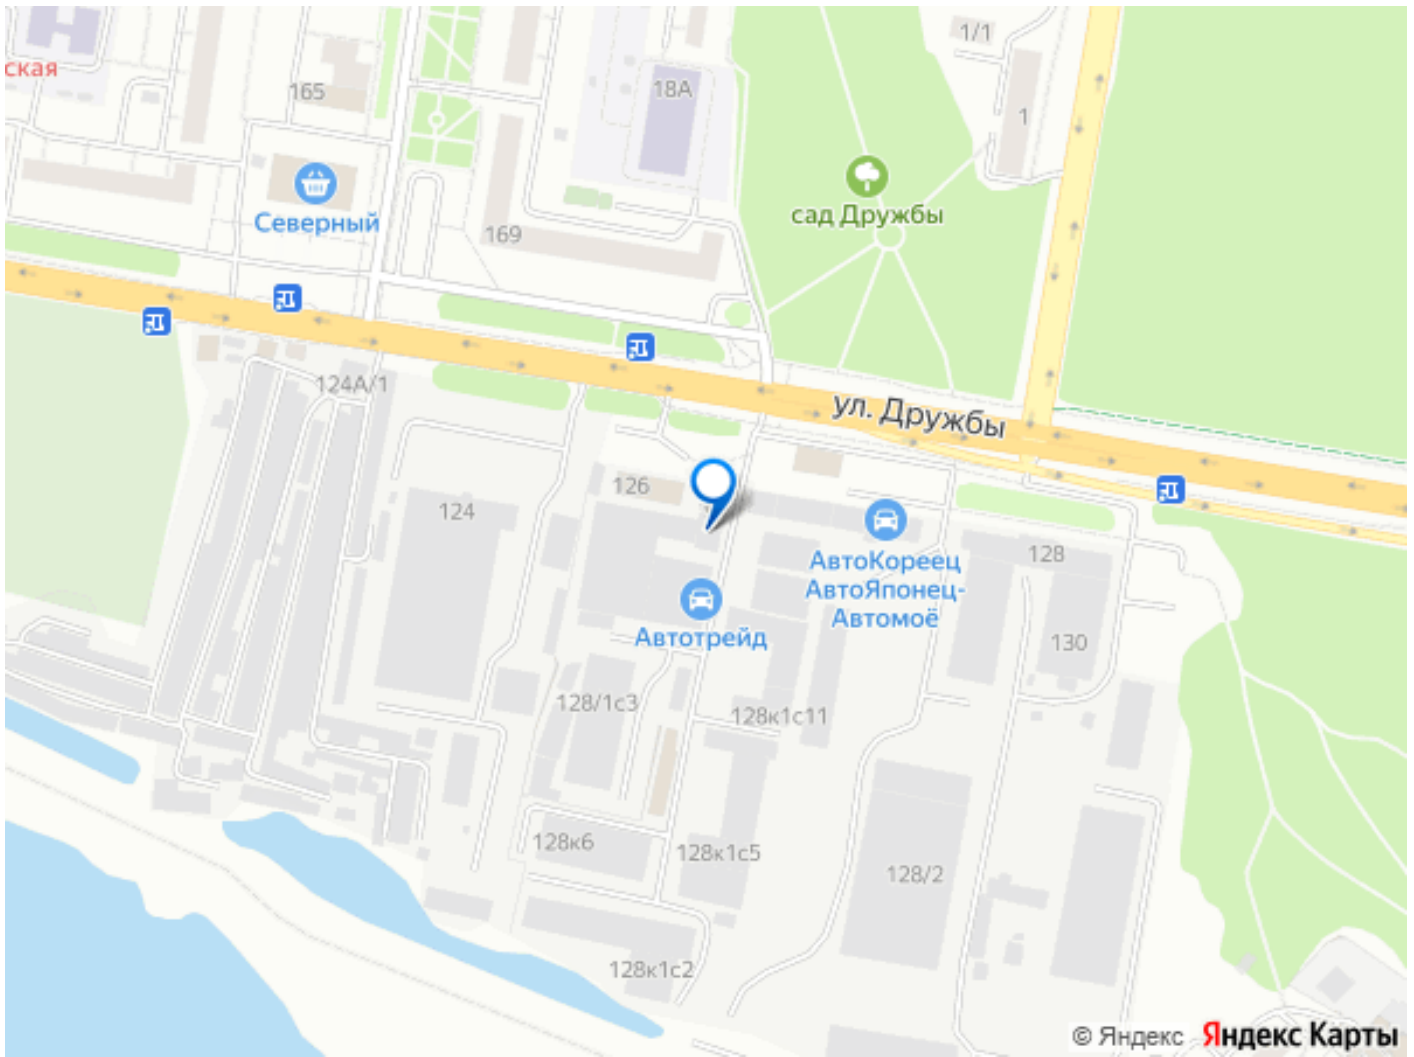 1/1
ская
165
18А
1
сад Дружбы
Северный
169
124А/1
ул. Дружбы
126
124
АвтоКореец
АвтоЯпонец-
Автомоё
128
Автотрейд
130
128/1с3
128к1с11
128к6
128к1с5
128/2
128к1с2
© Яндекс Яндекс Карты